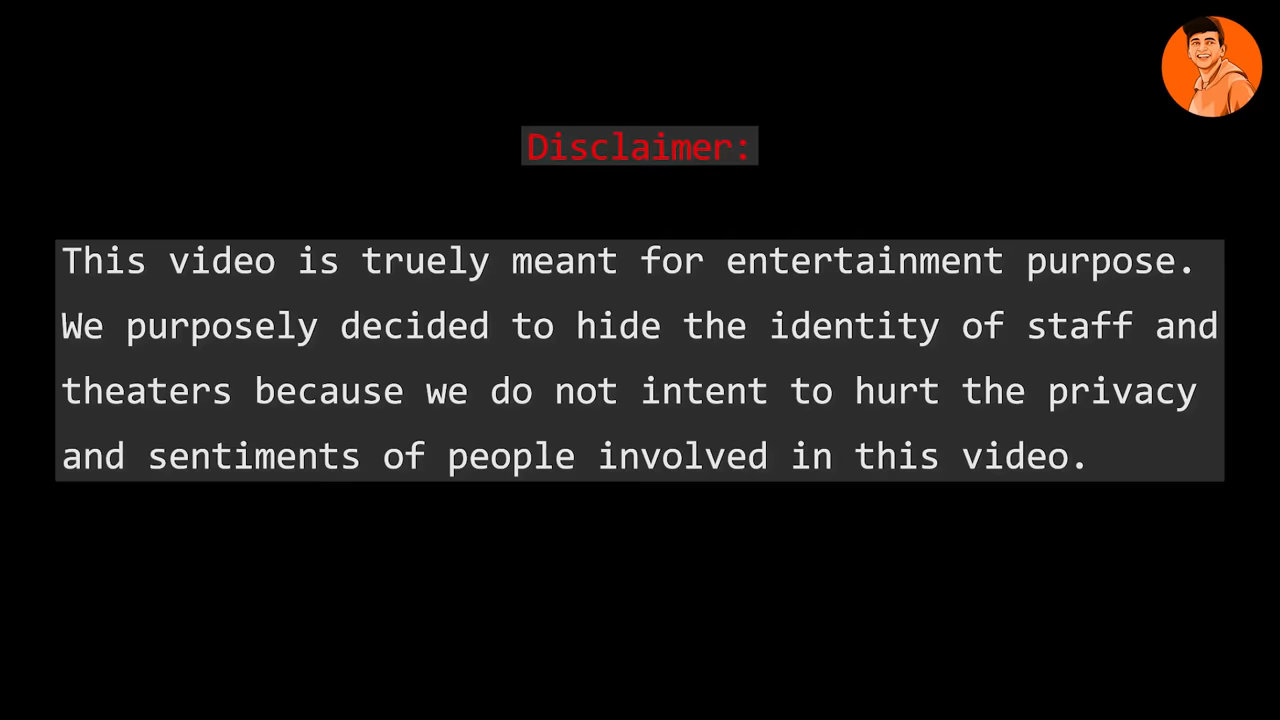 Disclaimer:
This video is truely meant for entertainment purpose.
We purposely decided to hide the identity of staff and
theaters because we do not intent to hurt the privacy
and sentiments of people involved in this video.